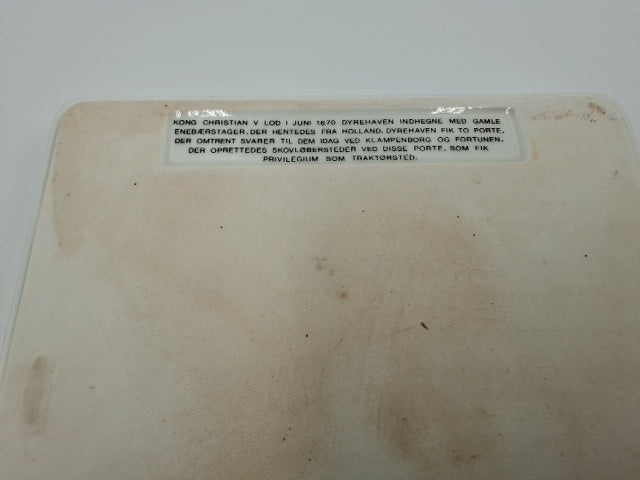 KONG CHRISTIAN V LOD I JUNI 1670 DYREHAVEN INDHEGNE MED GAMLE
ENEBÆRSTAGER, DER HENTEDES FRA HOLLAND. DYREHAVEN FIK TO PORTE,
DER OMTRENT SVARER TIL DEM IDAG VED KLAMPENBORG OG FORTUNEN.
DER OPRETTEDES SKOVLØBERSTEDER VED DISSE PORTE, SOM FIK
PRIVILEGIUM SOM TRAKTØRSTED.